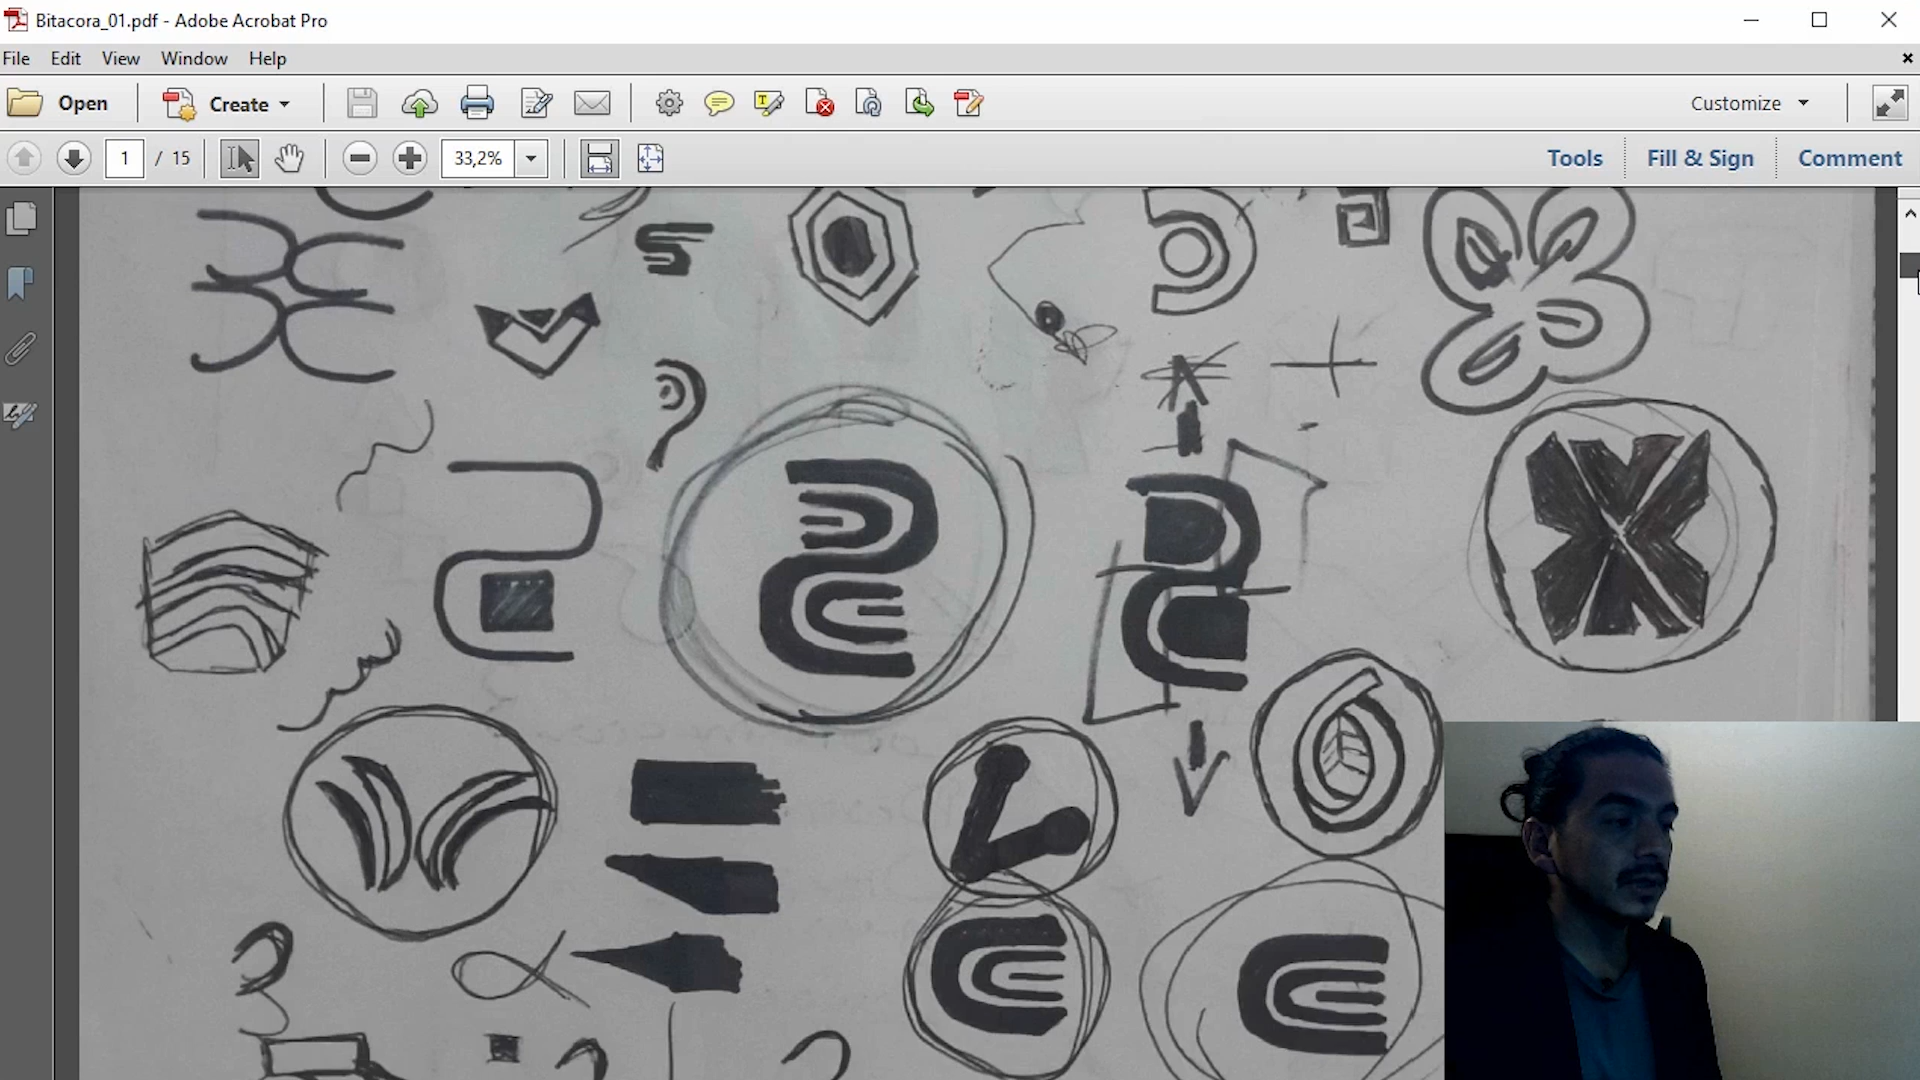 Bitacora_01.pdf - Adobe Acrobat Pro
File Edit View Window Help
Open Create Customize
1 / 15 33,2% Tools Fill & Sign Comment